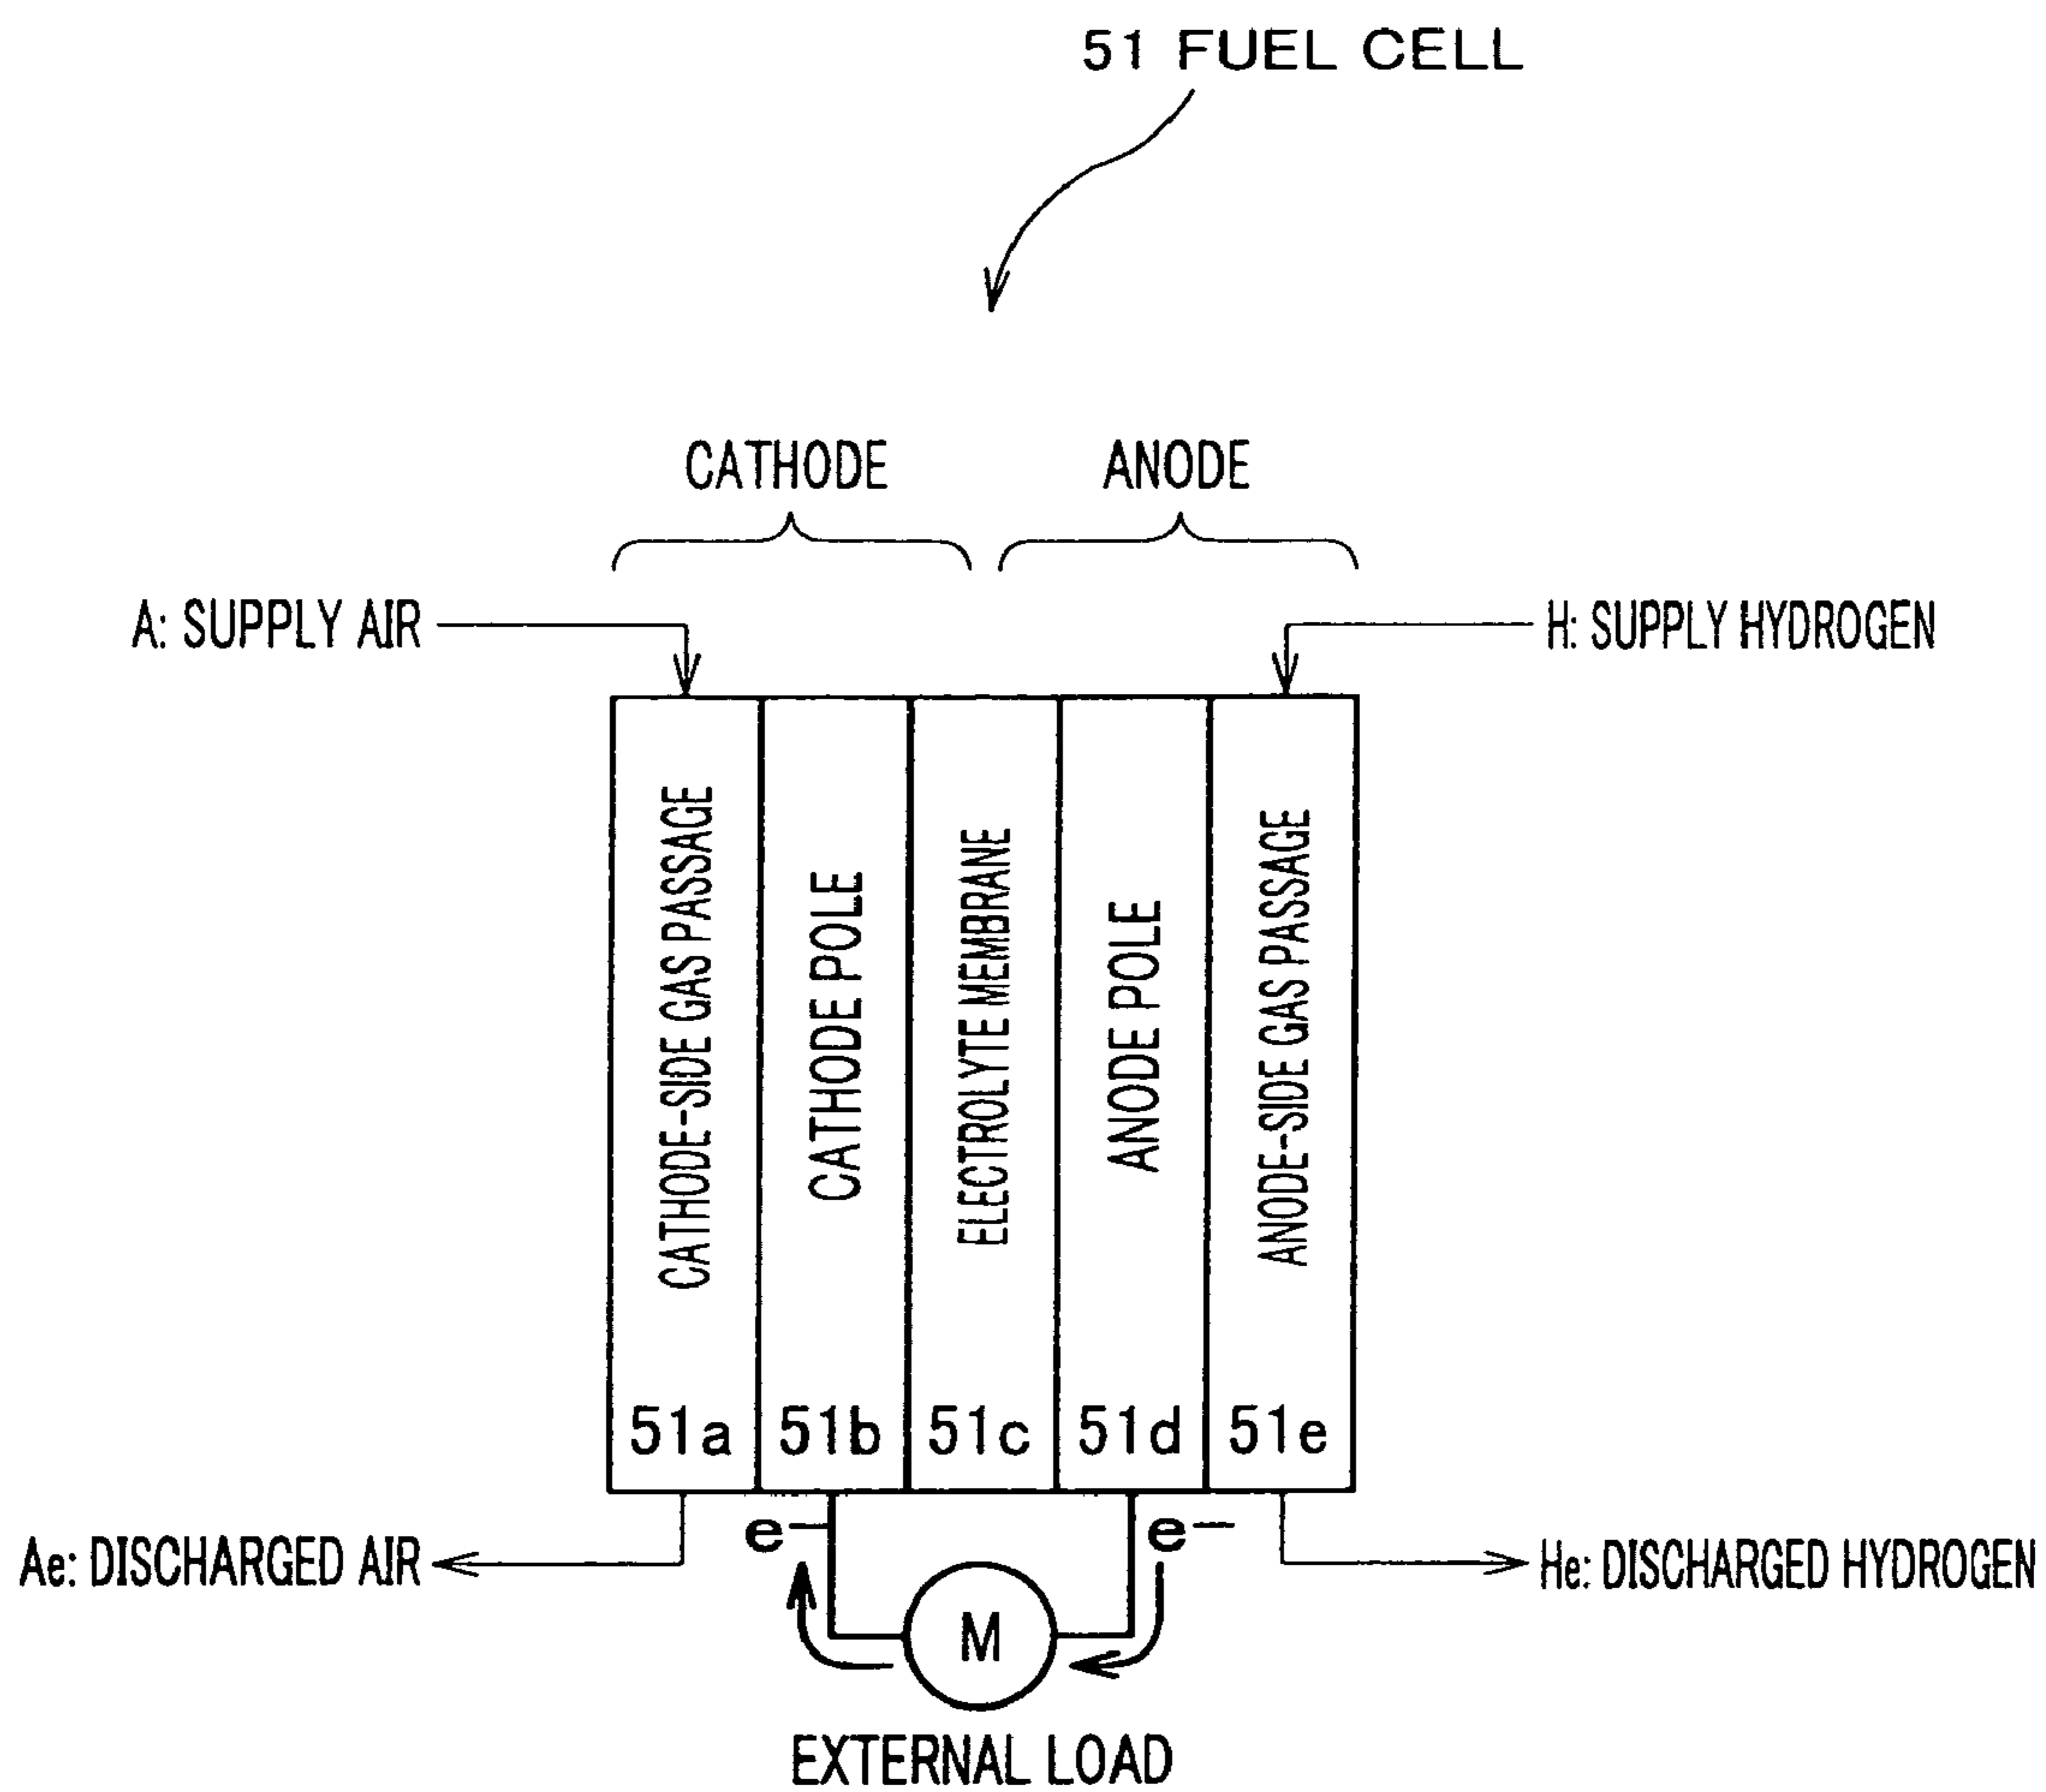 51 FUEL CELL
CATHODE
ANODE
A: SUPPLY AIR
H: SUPPLY HYDROGEN
CATHODE-SIDE GAS PASSAGE
CATHODE POLE
ELECTROLYTE MEMBRANE
ANODE POLE
ANODE-SIDE GAS PASSAGE
51a
51b
51c
51d
51e
e−
e−
Ae: DISCHARGED AIR
He: DISCHARGED HYDROGEN
M
EXTERNAL LOAD